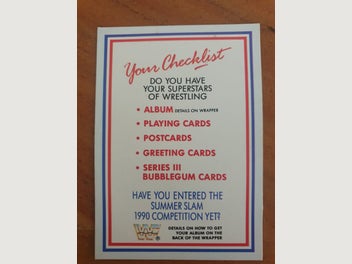 Your Checklist
DO YOU HAVE
YOUR SUPERSTARS
OF WRESTLING
• ALBUM DETAILS ON WRAPPER
• PLAYING CARDS
• POSTCARDS
• GREETING CARDS
• SERIES III
BUBBLEGUM CARDS
HAVE YOU ENTERED THE
SUMMER SLAM
1990 COMPETITION YET?
DETAILS ON HOW TO GET
YOUR ALBUM ON THE
BACK OF THE WRAPPER